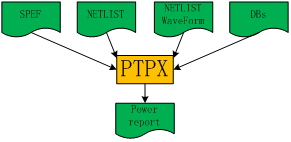 SPEF
NETLIST
NETLIST
WaveForm
DBs
PTPX
Power
report